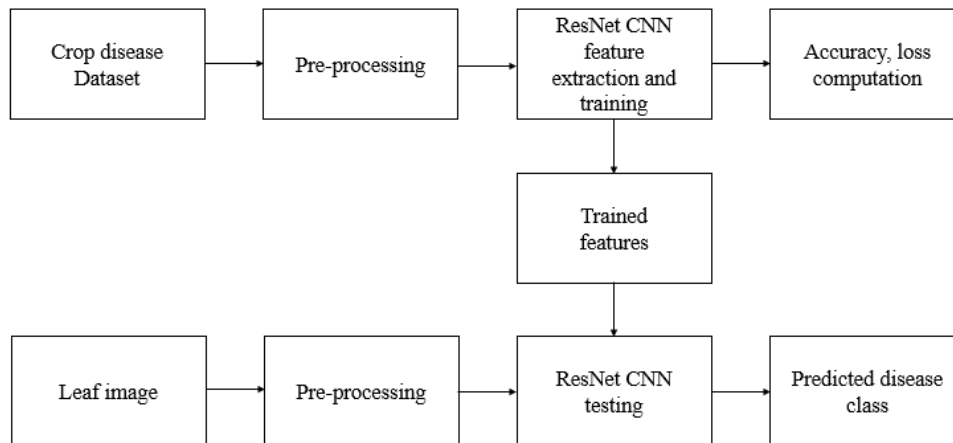 Crop disease
Dataset
Pre-processing
ResNet CNN
feature
extraction and
training
Accuracy, loss
computation
Trained
features
Leaf image
Pre-processing
ResNet CNN
testing
Predicted disease
class